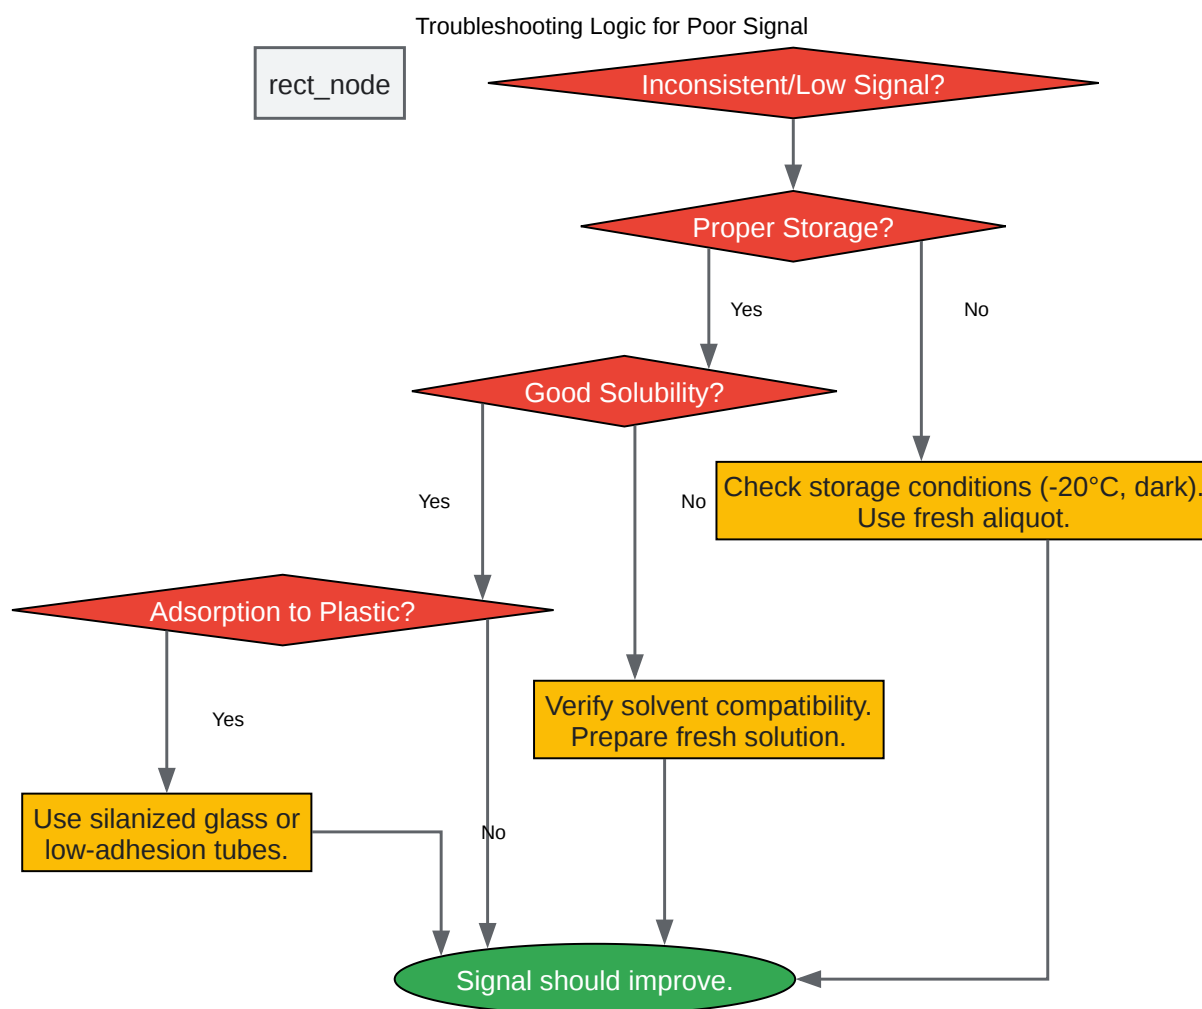 Troubleshooting Logic for Poor Signal
rect_node
Inconsistent/Low Signal?
Proper Storage?
Yes
No
Good Solubility?
Yes
No
Check storage conditions (-20°C, dark).
Use fresh aliquot.
Adsorption to Plastic?
Verify solvent compatibility.
Prepare fresh solution.
Yes
Use silanized glass or
low-adhesion tubes.
No
Signal should improve.